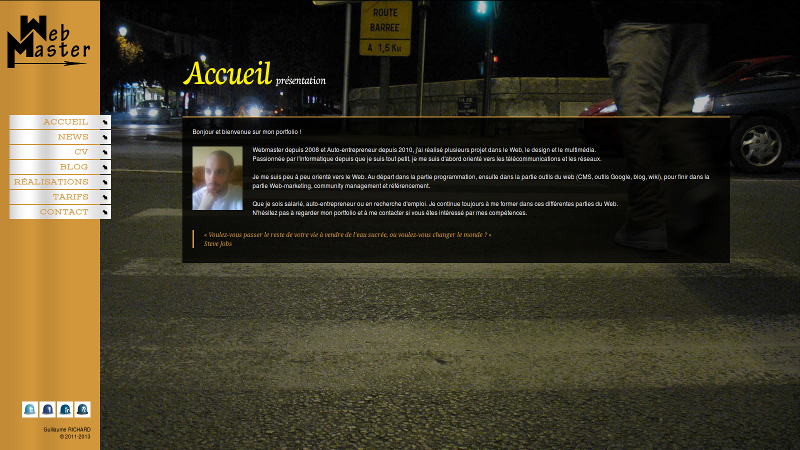 Web
Master
ACCUEIL
NEWS
CV
BLOG
RÉALISATIONS
TARIFS
CONTACT
ROUTE
BARRÉE
A 1,5 Km
Accueil présentation
Bonjour et bienvenue sur mon portfolio !
Webmaster depuis 2008 et Auto-entrepreneur depuis 2010, j'ai réalisé plusieurs projet dans le Web, le design et le multimédia.
Passionnée par l'informatique depuis que je suis tout petit, je me suis d'abord orienté vers les télécommunications et les réseaux.
Je me suis peu à peu orienté vers le Web. Au départ dans la partie programmation, ensuite dans la partie outils du web (CMS, outils Google, blog, wiki), pour finir dans la
partie Web-marketing, community management et référencement.
Que je sois salarié, auto-entrepreneur ou en recherche d'emploi. Je continue toujours à me former dans ces différentes parties du Web.
N'hésitez pas à regarder mon portfolio et à me contacter si vous êtes intéressé par mes compétences.
« Voulez-vous passer le reste de votre vie à vendre de l'eau sucrée, ou voulez-vous changer le monde ? »
Steve Jobs
Guillaume RICHARD
© 2011-2013